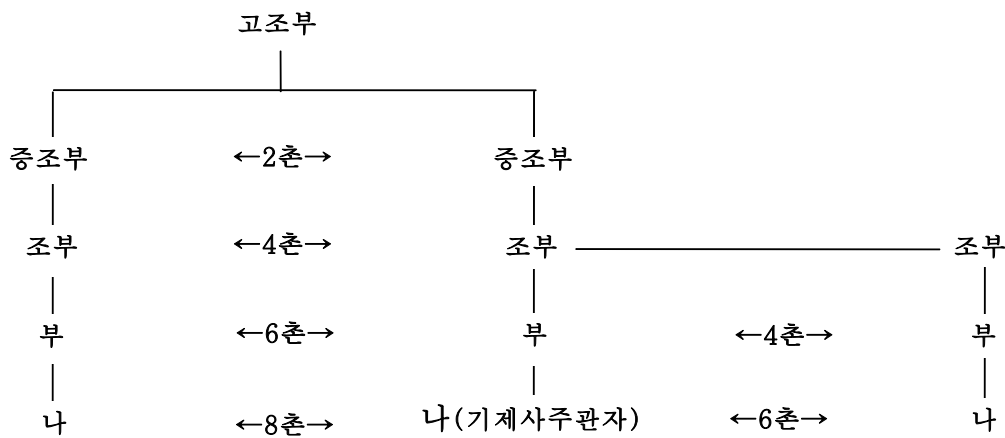 고조부
증조부 ←2촌→ 증조부
조부 ←4촌→ 조부 조부
부 ←6촌→ 부 ←4촌→ 부
나 ←8촌→ 나(기제사주관자) ←6촌→ 나